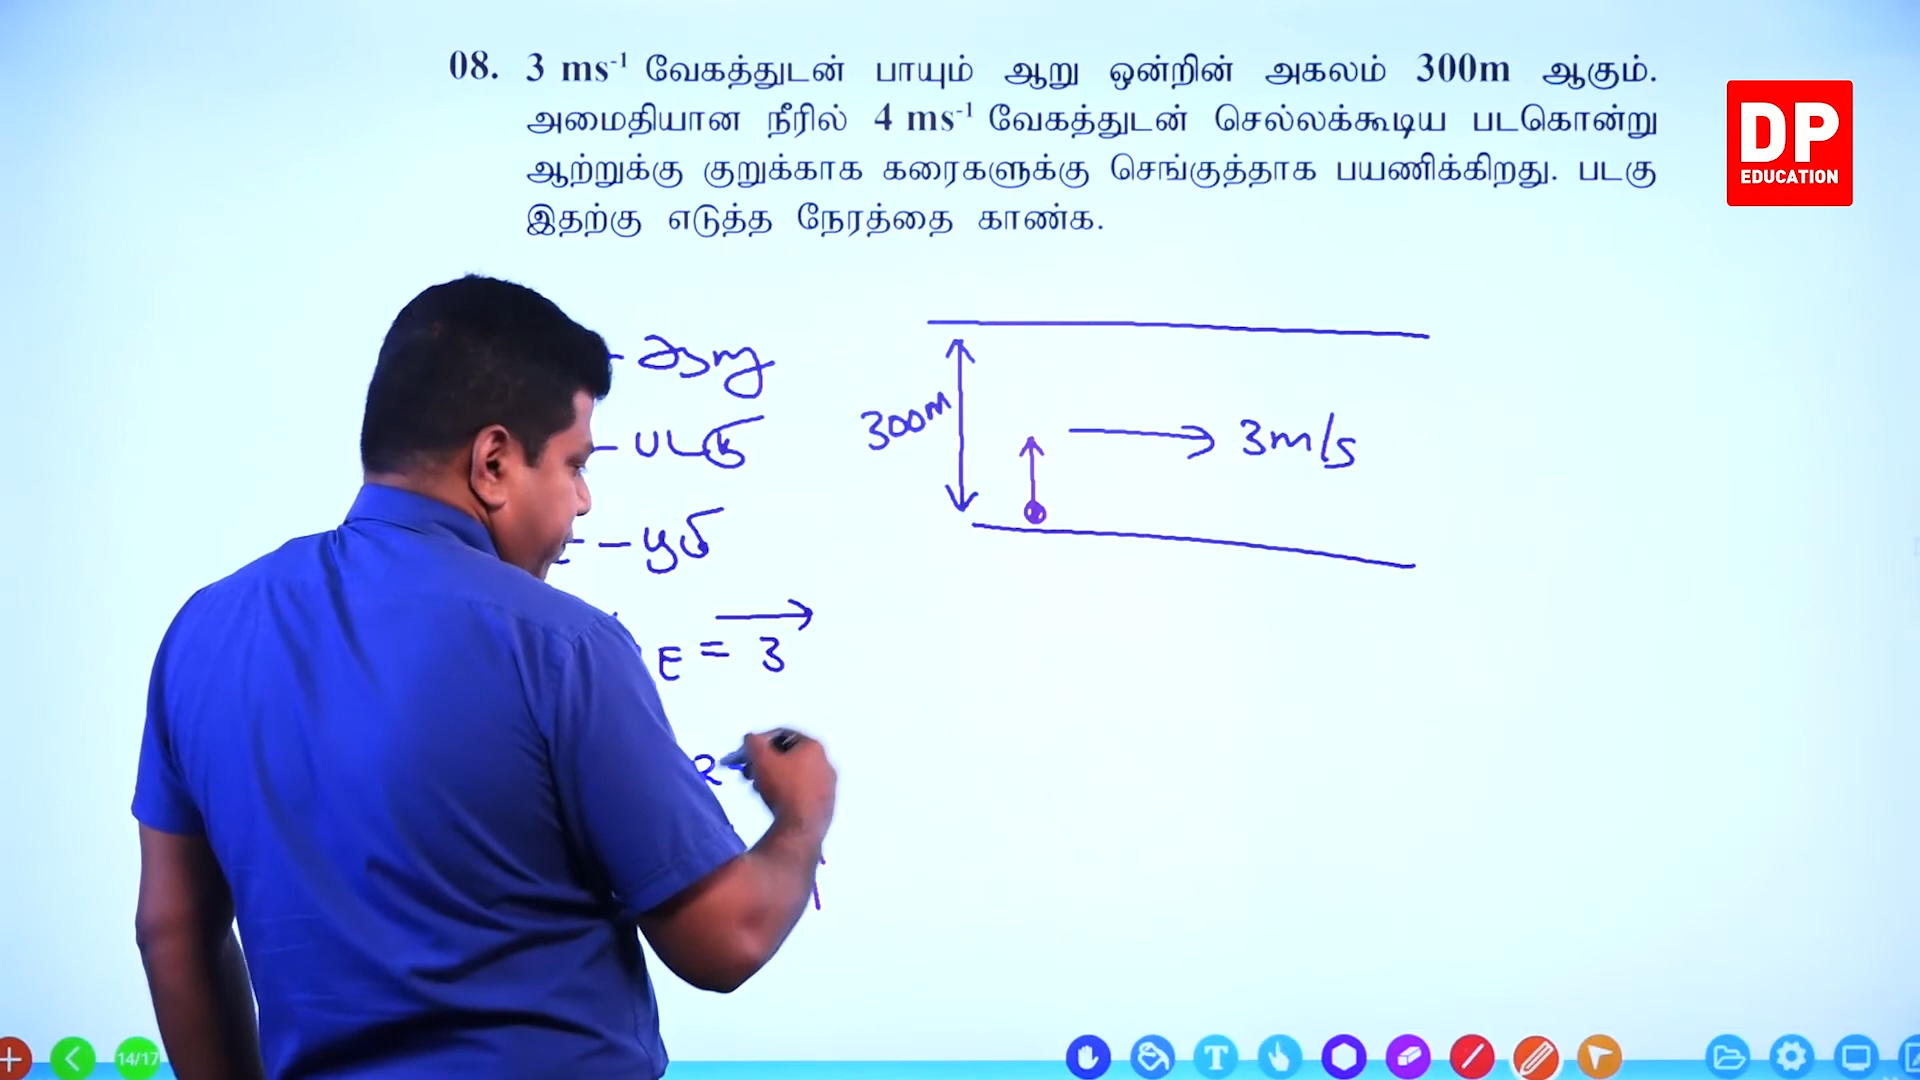 08. 3 ms⁻¹ வேகத்துடன் பாயும் ஆறு ஒன்றின் அகலம் 300m ஆகும்.
அமைதியான நீரில் 4 ms⁻¹ வேகத்துடன் செல்லக்கூடிய படகொன்று
ஆற்றுக்கு குறுக்காக கரைகளுக்கு செங்குத்தாக பயணிக்கிறது. படகு
இதற்கு எடுத்த நேரத்தை காண்க.
DP
EDUCATION
- ஆறு
- படகு
- பூமி
E = 3
R
300m
3m/s
14/17
T